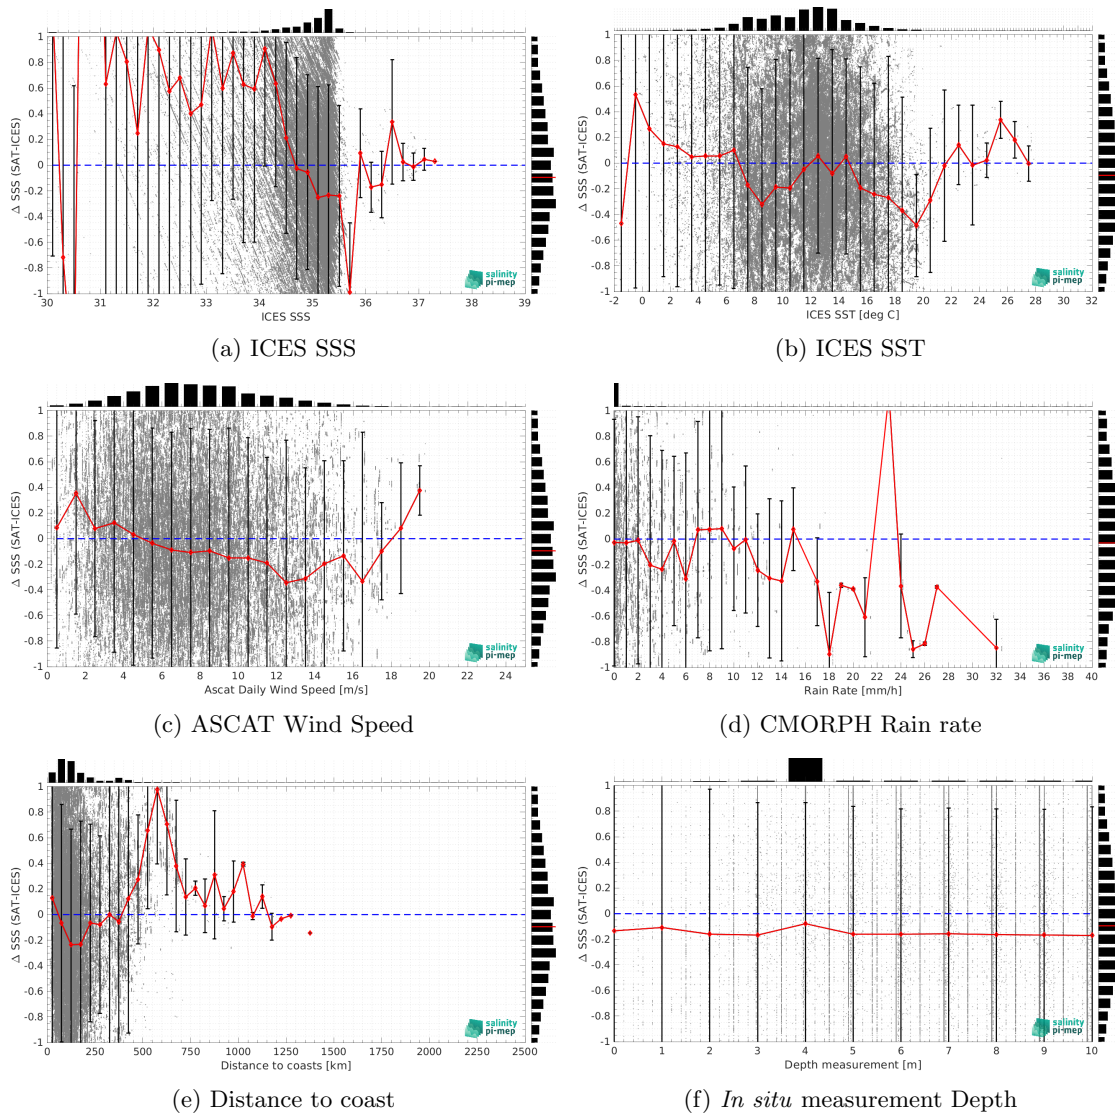 1
0.8
0.6
0.4
0.2
0
-0.2
-0.4
-0.6
-0.8
-1
Δ SSS (SAT-ICES)
30 31 32 33 34 35 36 37 38 39
ICES SSS
salinity
pi-mep
(a) ICES SSS
1
0.8
0.6
0.4
0.2
0
-0.2
-0.4
-0.6
-0.8
-1
Δ SSS (SAT-ICES)
-2 0 2 4 6 8 10 12 14 16 18 20 22 24 26 28 30 32
ICES SST [deg C]
salinity
pi-mep
(b) ICES SST
1
0.8
0.6
0.4
0.2
0
-0.2
-0.4
-0.6
-0.8
-1
Δ SSS (SAT-ICES)
0 2 4 6 8 10 12 14 16 18 20 22 24
Ascat Daily Wind Speed [m/s]
salinity
pi-mep
(c) ASCAT Wind Speed
1
0.8
0.6
0.4
0.2
0
-0.2
-0.4
-0.6
-0.8
-1
Δ SSS (SAT-ICES)
0 2 4 6 8 10 12 14 16 18 20 22 24 26 28 30 32 34 36 38 40
Rain Rate [mm/h]
salinity
pi-mep
(d) CMORPH Rain rate
1
0.8
0.6
0.4
0.2
0
-0.2
-0.4
-0.6
-0.8
-1
Δ SSS (SAT-ICES)
0 250 500 750 1000 1250 1500 1750 2000 2250 2500
Distance to coasts [km]
salinity
pi-mep
(e) Distance to coast
1
0.8
0.6
0.4
0.2
0
-0.2
-0.4
-0.6
-0.8
-1
Δ SSS (SAT-ICES)
0 1 2 3 4 5 6 7 8 9 10
Depth measurement [m]
salinity
pi-mep
(f) In situ measurement Depth